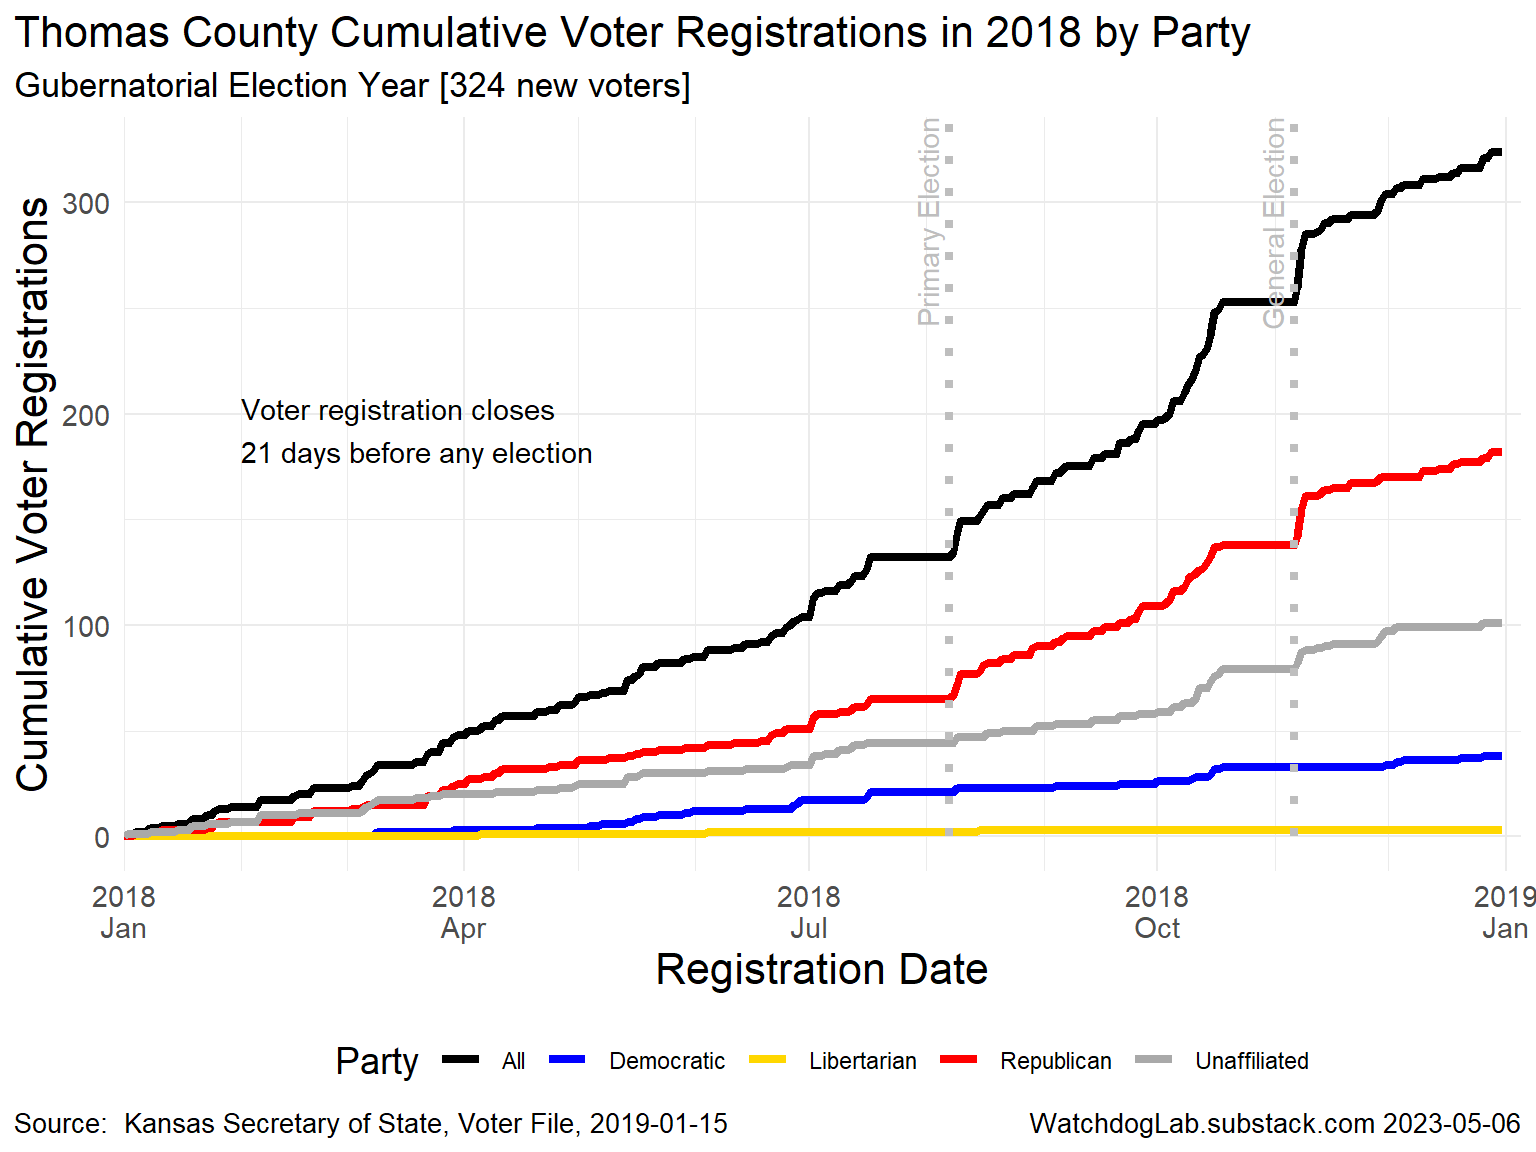 Thomas County Cumulative Voter Registrations in 2018 by Party
Gubernatorial Election Year [324 new voters]
Cumulative Voter Registrations
300
200
100
0
Primary Election
General Election
Voter registration closes
21 days before any election
2018 2018 2018 2018 2019
Jan Apr Jul Oct Jan
Registration Date
Party All Democratic Libertarian Republican Unaffiliated
Source:  Kansas Secretary of State, Voter File, 2019-01-15
WatchdogLab.substack.com 2023-05-06